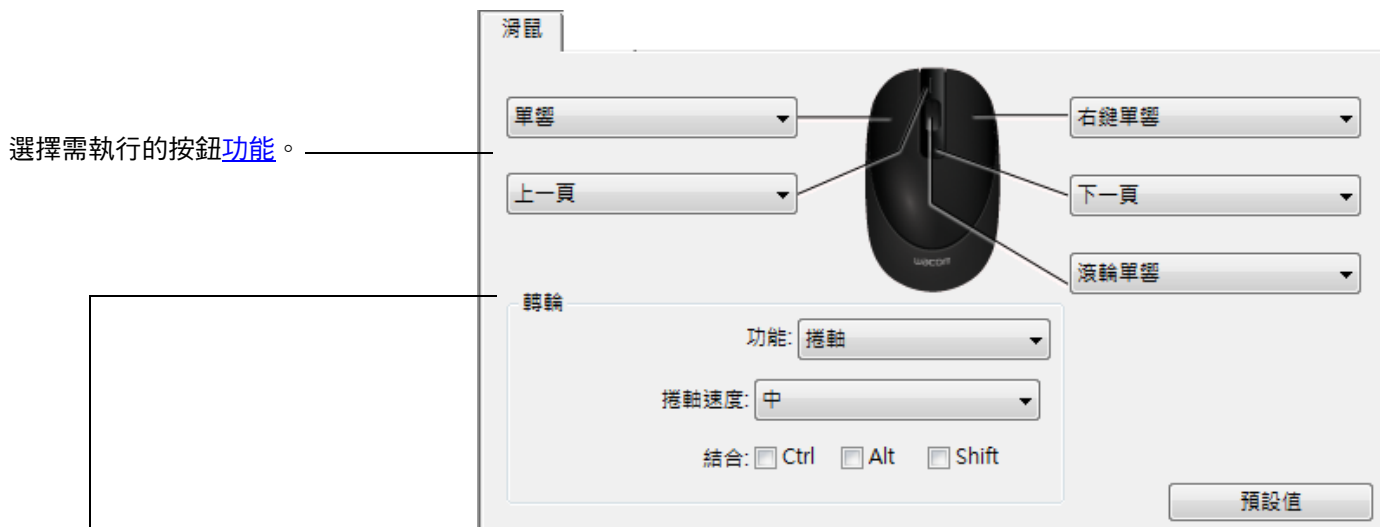 滑鼠
單響
右鍵單響
選擇需執行的按鈕功能。
上一頁
下一頁
wacom
滾輪單響
轉輪
功能: 捲軸
捲軸速度: 中
結合: Ctrl Alt Shift
預設值